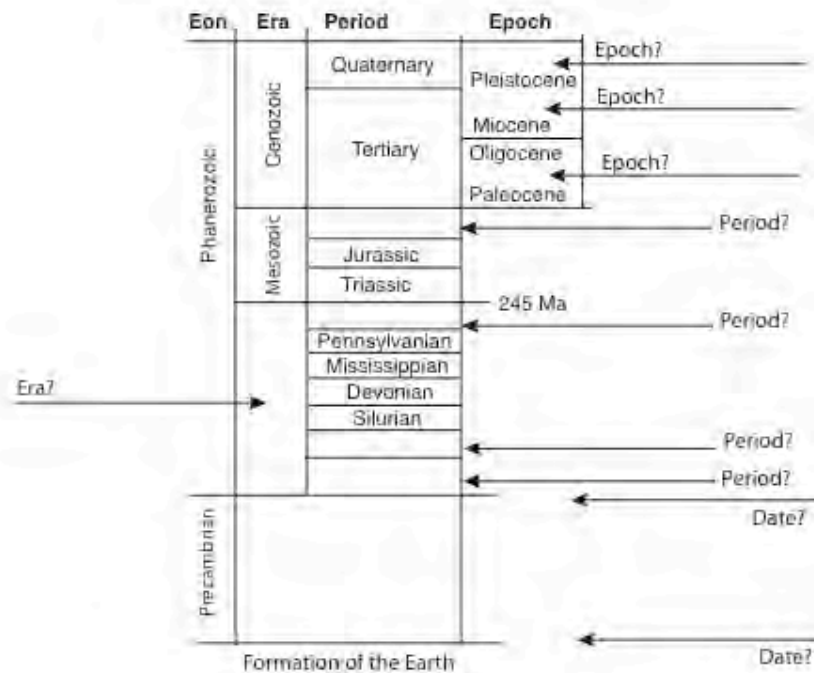 Eon Era Period Epoch
Epoch?
Quaternary
Pleistocene
Epoch?
Cenozoic
Miocene
Tertiary
Oligocene
Epoch?
Paleocene
Phanerozoic
Period?
Mesozoic
Jurassic
Triassic
245 Ma
Period?
Pennsylvanian
Mississippian
Era?
Devonian
Silurian
Period?
Period?
Date?
Precambrian
Date?
Formation of the Earth